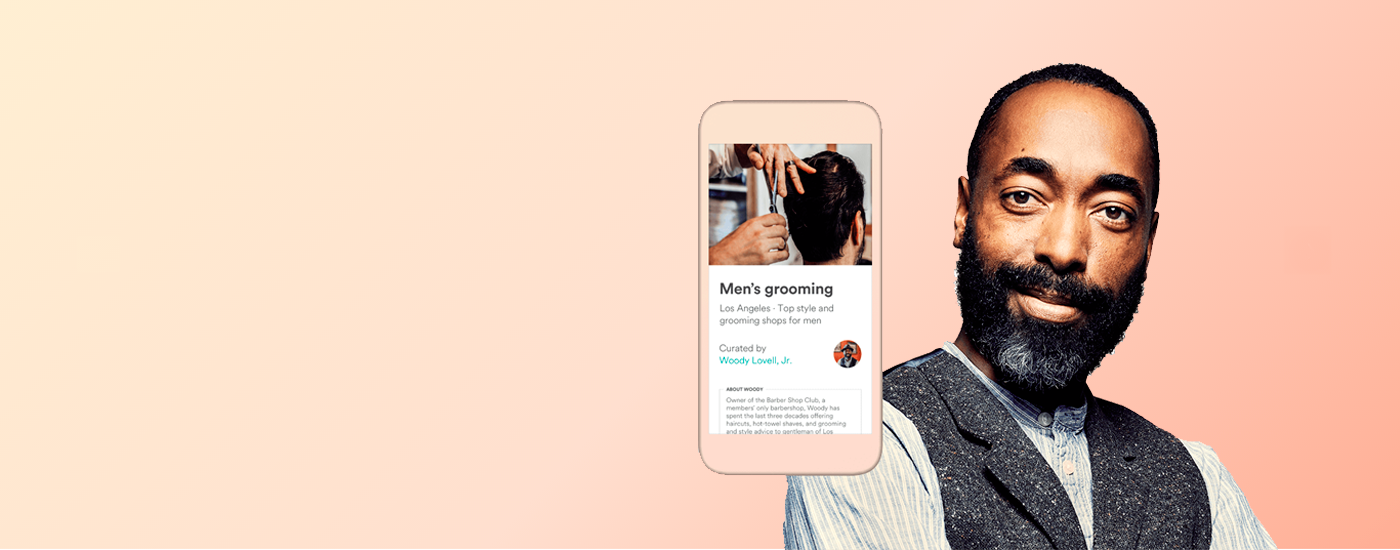 Men's grooming
Los Angeles · Top style and
grooming shops for men
Curated by
Woody Lovell, Jr.
ABOUT WOODY
Owner of the Barber Shop Club, a
members' only barbershop, Woody has
spent the last three decades offering
haircuts, hot-towel shaves, and grooming
and style advice to gentleman of Los